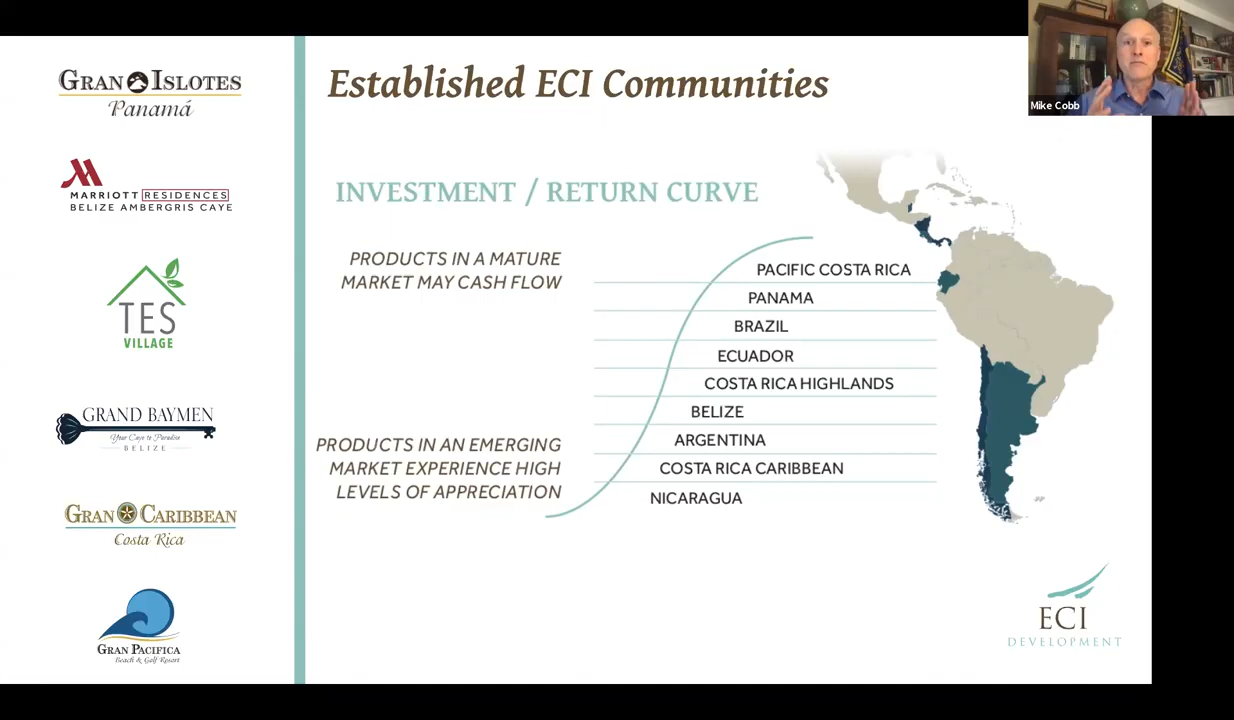 GRAN ISLOTES
Panamá
MARRIOTT RESIDENCES
BELIZE AMBERGRIS CAYE
TES
VILLAGE
GRAND BAYMEN
Your Caye to Paradise
BELIZE
GRAN CARIBBEAN
Costa Rica
GRAN PACIFICA
Beach & Golf Resort
Established ECI Communities
INVESTMENT / RETURN CURVE
PRODUCTS IN A MATURE
MARKET MAY CASH FLOW
PRODUCTS IN AN EMERGING
MARKET EXPERIENCE HIGH
LEVELS OF APPRECIATION
PACIFIC COSTA RICA
PANAMA
BRAZIL
ECUADOR
COSTA RICA HIGHLANDS
BELIZE
ARGENTINA
COSTA RICA CARIBBEAN
NICARAGUA
Mike Cobb
ECI
DEVELOPMENT